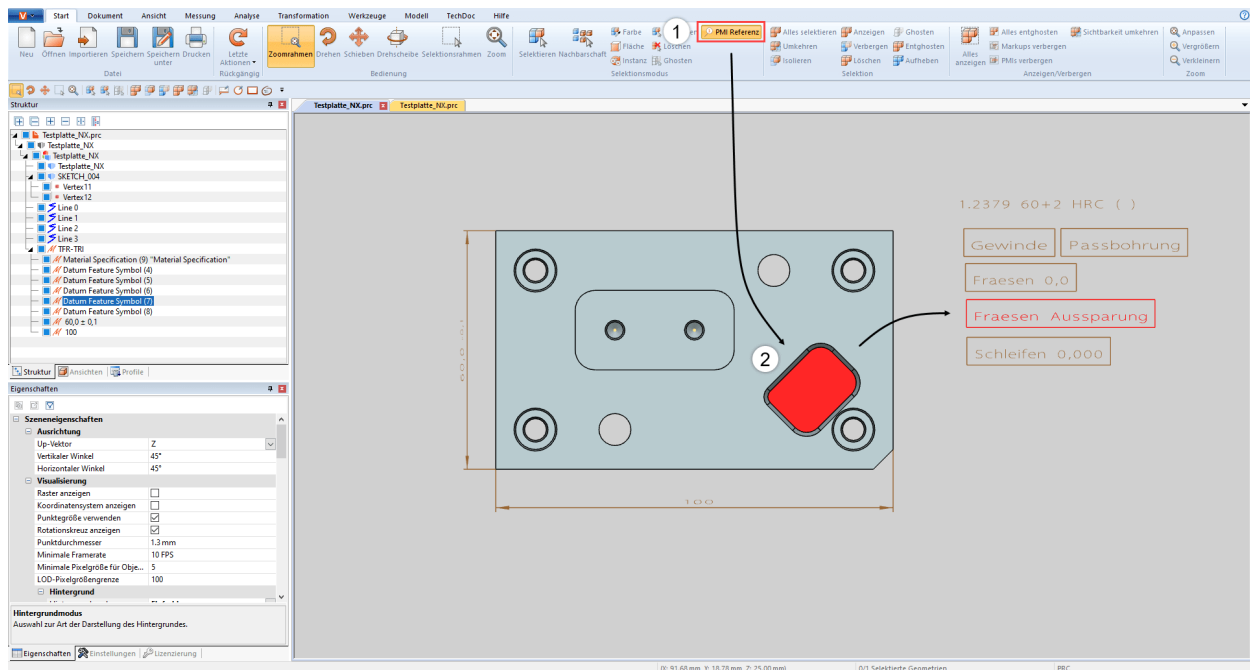 Start Dokument Ansicht Messung Analyse Transformation Werkzeuge Modell TechDoc Hilfe
Neu Öffnen Importieren Speichern Speichern unter Drucken
Datei
Letzte Aktionen
Rückgängig
Zoomrahmen Drehen Schieben Drehscheibe Selektionsrahmen Zoom
Bedienung
Selektieren Nachbarschaft
Farbe
Fläche Löschen
Instanz Ghosten
1
PMI Referenz
Selektionsmodus
Alles selektieren Anzeigen Ghosten
Umkehren Verbergen Entghosten
Isolieren Löschen Aufheben
Selektion
Alles anzeigen
Alles entghosten Sichtbarkeit umkehren
Markups verbergen
PMIs verbergen
Anzeigen/Verbergen
Anpassen
Vergrößern
Verkleinern
Zoom
Struktur
Testplatte_NX.prc Testplatte_NX.prc
Testplatte_NX.prc
Testplatte_NX
Testplatte_NX
Testplatte_NX
SKETCH_004
Vertex11
Vertex12
Line 0
Line 1
Line 2
Line 3
TFR-TRI
Material Specification (9) "Material Specification"
Datum Feature Symbol (4)
Datum Feature Symbol (5)
Datum Feature Symbol (6)
Datum Feature Symbol (7)
Datum Feature Symbol (8)
60,0 ± 0,1
100
Struktur Ansichten Profile
Eigenschaften
Szeneneigenschaften
Ausrichtung
Up-Vektor Z
Vertikaler Winkel 45°
Horizontaler Winkel 45°
Visualisierung
Raster anzeigen
Koordinatensystem anzeigen
Punktegröße verwenden
Rotationskreuz anzeigen
Punktdurchmesser 1.3 mm
Minimale Framerate 10 FPS
Minimale Pixelgröße für Obje... 5
LOD-Pixelgrößengrenze 100
Hintergrund
Hintergrundmodus
Auswahl zur Art der Darstellung des Hintergrundes.
Eigenschaften Einstellungen Lizenzierung
1.2379 60+2 HRC ( )
Gewinde Passbohrung
Fraesen 0,0
Fraesen Aussparung
Schleifen 0,000
2
100
(X: 91.68 mm, Y: 18.78 mm, Z: 25.00 mm) 0/1 Selektierte Geometrien PRC